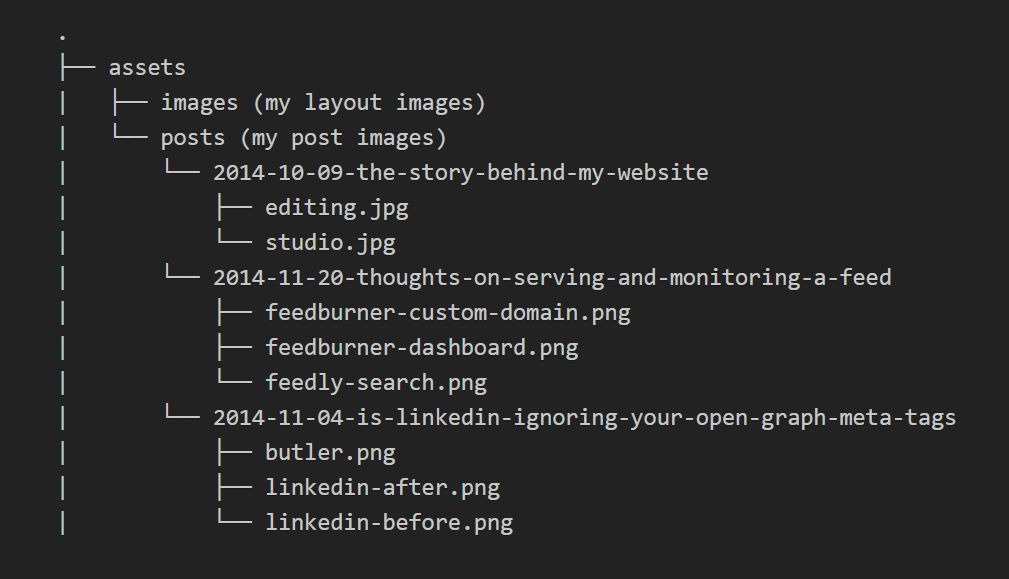 .
├── assets
|   ├── images (my layout images)
|   └── posts (my post images)
|       └── 2014-10-09-the-story-behind-my-website
|           ├── editing.jpg
|           └── studio.jpg
|       └── 2014-11-20-thoughts-on-serving-and-monitoring-a-feed
|           ├── feedburner-custom-domain.png
|           ├── feedburner-dashboard.png
|           └── feedly-search.png
|       └── 2014-11-04-is-linkedin-ignoring-your-open-graph-meta-tags
|           ├── butler.png
|           ├── linkedin-after.png
|           └── linkedin-before.png